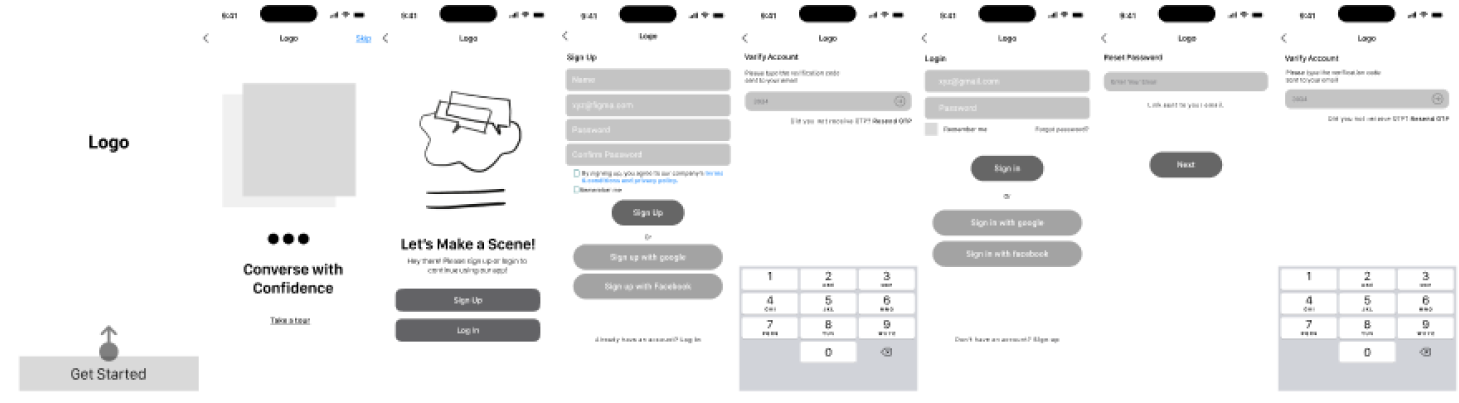 Logo
Get Started
9:41
Logo
Skip
Converse with
Confidence
Take a tour
9:41
Logo
Let's Make a Scene!
Hey there! Please sign up or login to
continue using our app!
Sign Up
Log In
9:41
Logo
Sign Up
Name
xyz@figma.com
Password
Confirm Password
By signing up, you agree to our company's terms
& conditions and privacy policy.
Remember me
Sign Up
Or
Sign up with google
Sign up with Facebook
Already have an account? Log In
9:41
Logo
Varify Account
Please type the verification code
sent to your email
Did you not receive OTP? Resend OTP
1
2
ABC
3
DEF
4
GHI
5
JKL
6
MNO
7
PQRS
8
TUV
9
WXYZ
0
9:41
Logo
Login
xyz@gmail.com
Password
Remember me
Forgot password?
Sign in
Or
Sign in with google
Sign in with facebook
Don't have an account? Sign up
9:41
Logo
Reset Password
Link sent to your email.
Next
9:41
Logo
Varify Account
Please type the verification code
sent to your email
Did you not receive OTP? Resend OTP
1
2
ABC
3
DEF
4
GHI
5
JKL
6
MNO
7
PQRS
8
TUV
9
WXYZ
0